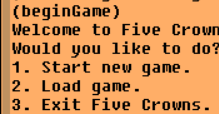 (beginGame)
Welcome to Five Crown
Would you like to do?
1. Start new game.
2. Load game.
3. Exit Five Crowns.